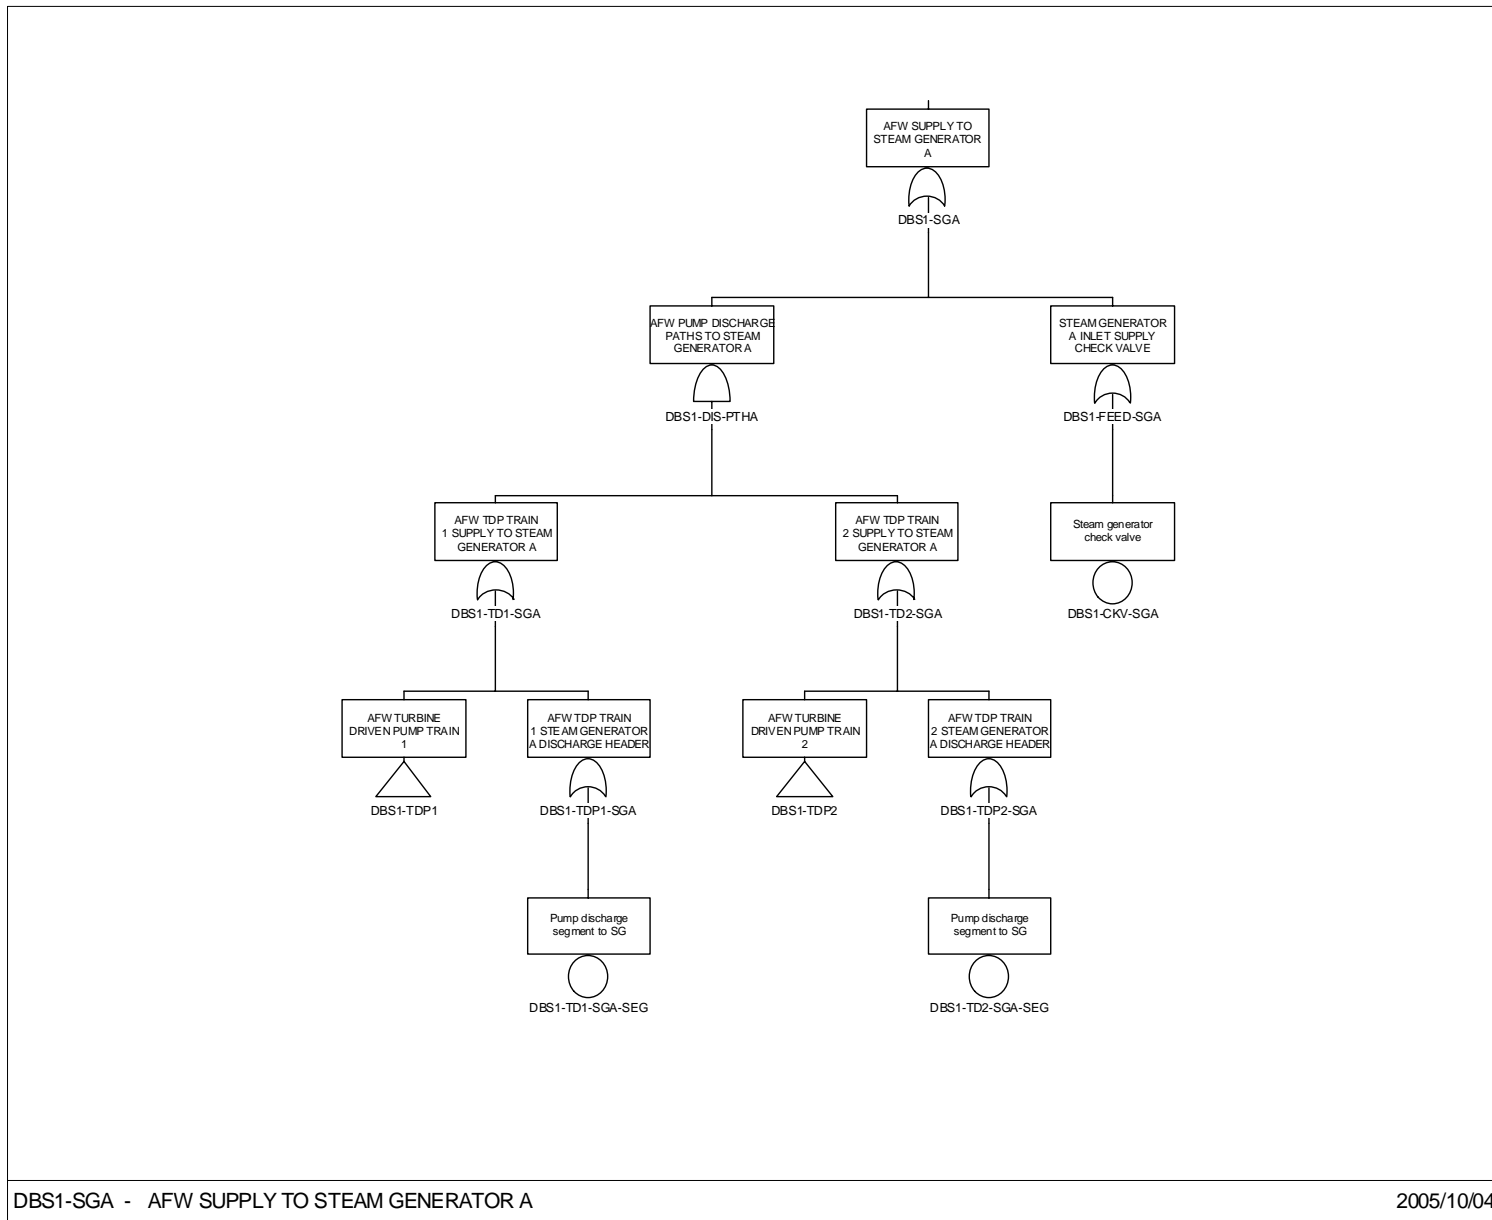 AFW SUPPLY TO
STEAM GENERATOR
A
DBS1-SGA
AFW PUMP DISCHARGE
PATHS TO STEAM
GENERATOR A
DBS1-DIS-PTHA
STEAM GENERATOR
A INLET SUPPLY
CHECK VALVE
DBS1-FEED-SGA
AFW TDP TRAIN
1 SUPPLY TO STEAM
GENERATOR A
DBS1-TD1-SGA
AFW TDP TRAIN
2 SUPPLY TO STEAM
GENERATOR A
DBS1-TD2-SGA
Steam generator
check valve
DBS1-CKV-SGA
AFW TURBINE
DRIVEN PUMP TRAIN
1
DBS1-TDP1
AFW TDP TRAIN
1 STEAM GENERATOR
A DISCHARGE HEADER
DBS1-TDP1-SGA
AFW TURBINE
DRIVEN PUMP TRAIN
2
DBS1-TDP2
AFW TDP TRAIN
2 STEAM GENERATOR
A DISCHARGE HEADER
DBS1-TDP2-SGA
Pump discharge
segment to SG
DBS1-TD1-SGA-SEG
Pump discharge
segment to SG
DBS1-TD2-SGA-SEG
DBS1-SGA - AFW SUPPLY TO STEAM GENERATOR A
2005/10/04